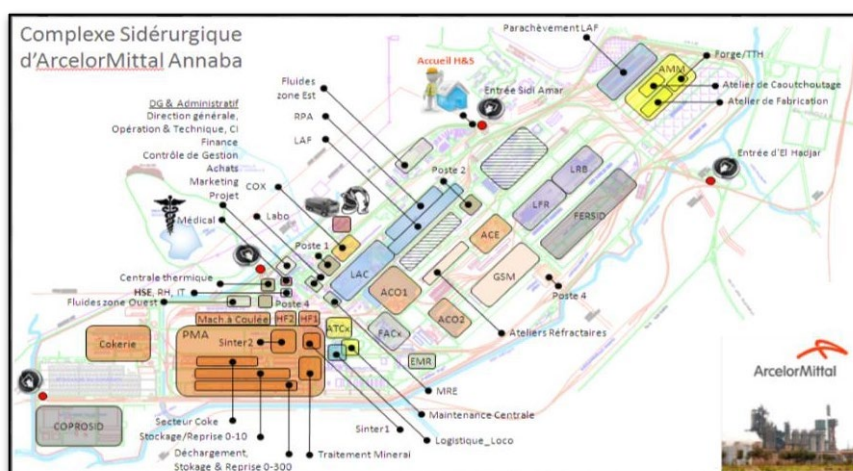 Complexe Sidérurgique
d'ArcelorMittal Annaba
Parachèvement LAF
Accueil H&S
AMM
Forge/TTH
Fluides
zone Est
Entrée Sidi Amar
Atelier de Caoutchoutage
Atelier de Fabrication
DG & Administratif
Direction générale,
Opération & Technique, CI
Finance
Contrôle de Gestion
Achats
Marketing
Projet
RPA
LAF
Poste 2
LRB
Entrée d'El Hadjar
COX
LFR
FERSID
Labo
Médical
ACE
Poste 1
LAC
GSM
Centrale thermique
HSE, RH, IT
ACO1
Poste 4
Fluides zone Ouest
Poste 4
Mach.à Coulée
HF2
HF1
ACO2
Ateliers Réfractaires
PMA
ATCx
FACx
Cokerie
Sinter2
EMR
ArcelorMittal
MRE
COPROSID
Maintenance Centrale
Secteur Coke
Sinter1
Stockage/Reprise 0-10
Logistique_Loco
Déchargement,
Stokage & Reprise 0-300
Traitement Minerai